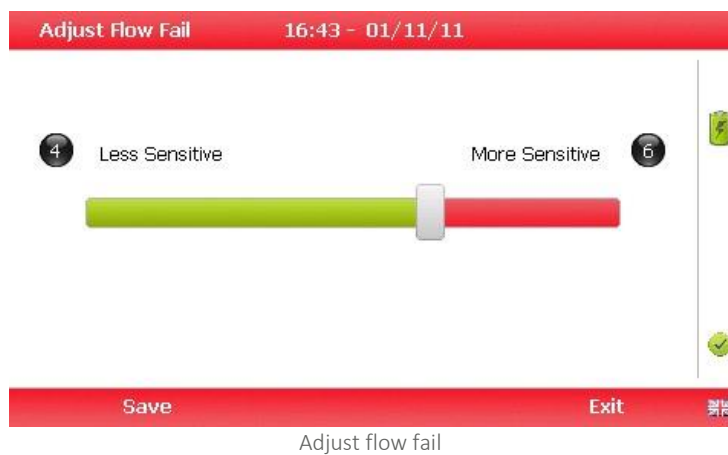 Adjust Flow Fail 16:43 - 01/11/11
4 Less Sensitive More Sensitive 6
Save Exit
Adjust flow fail